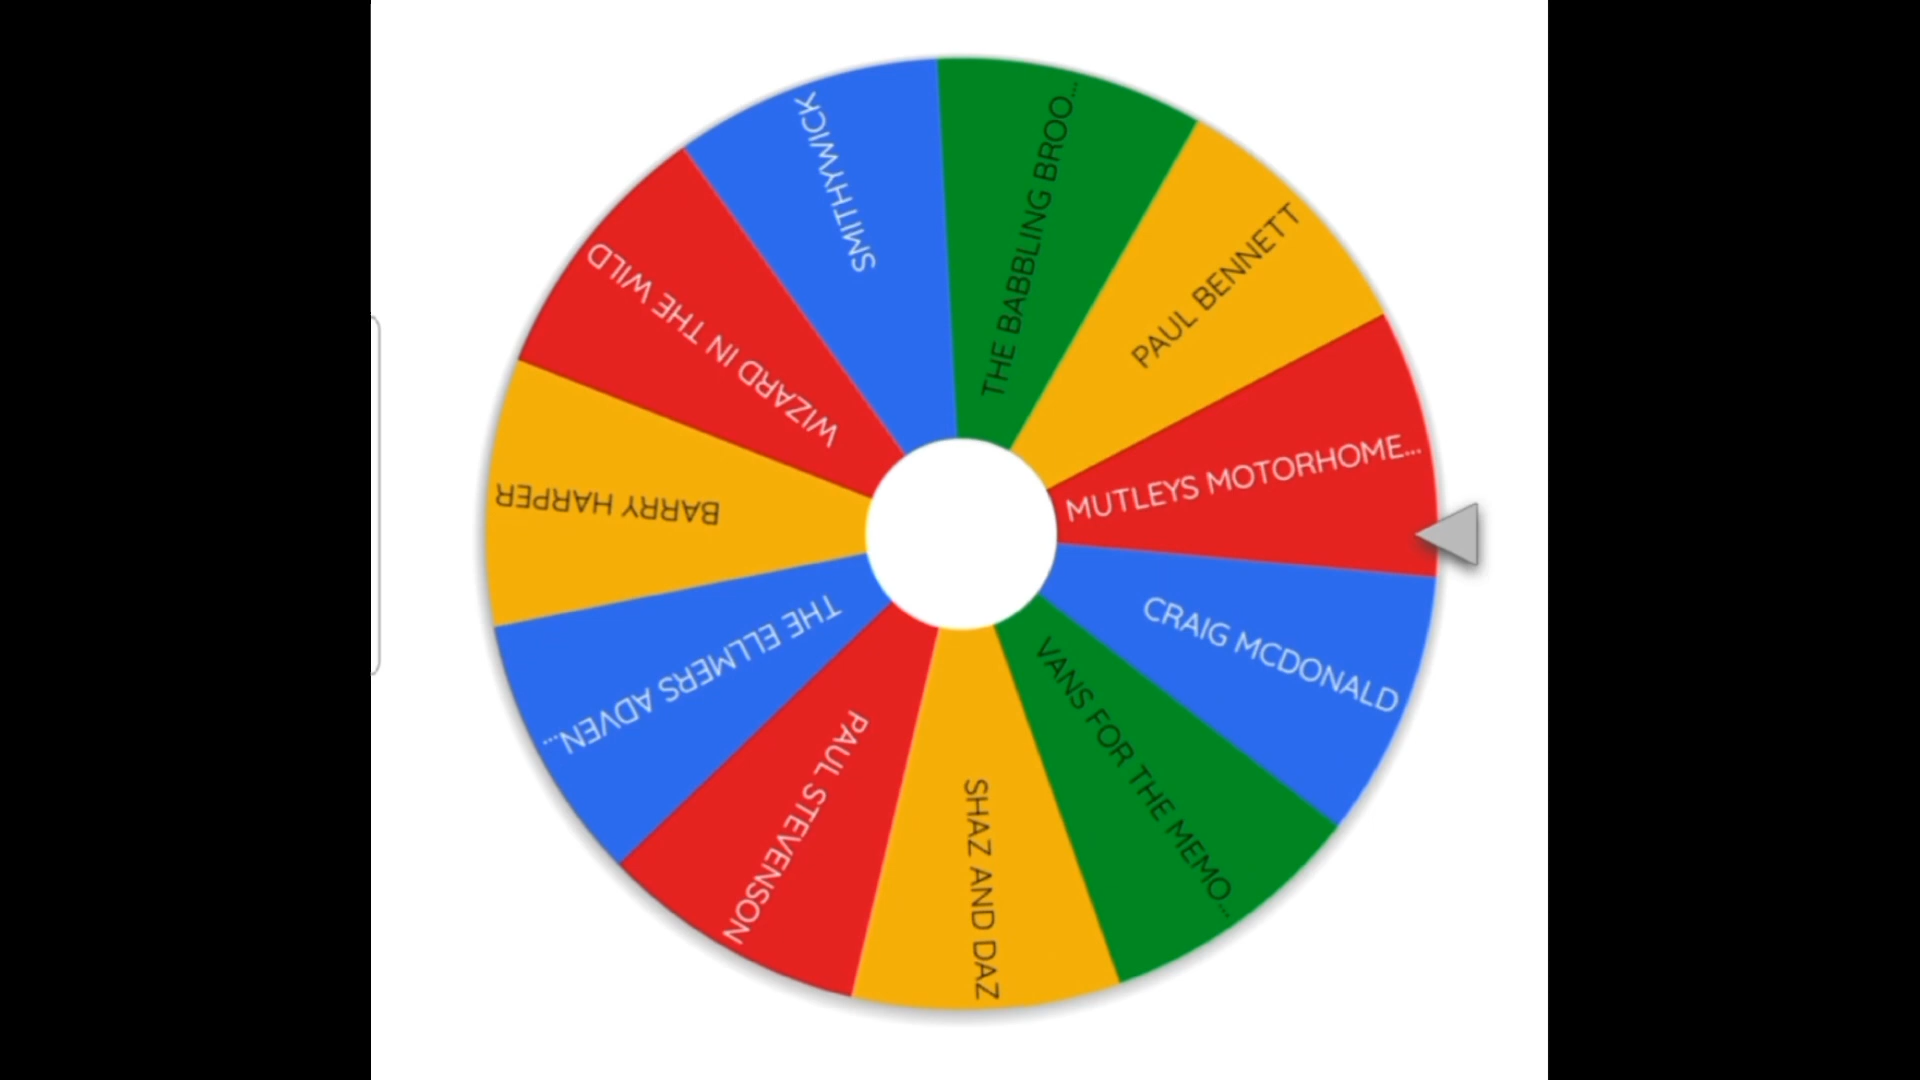 THE BABBLING BROO...
PAUL BENNETT
MUTLEYS MOTORHOME...
CRAIG MCDONALD
VANS FOR THE MEMO...
SHAZ AND DAZ
PAUL STEVENSON
THE ELLMERS ADVEN...
BARRY HARPER
WIZARD IN THE WILD
SMITHYWICK